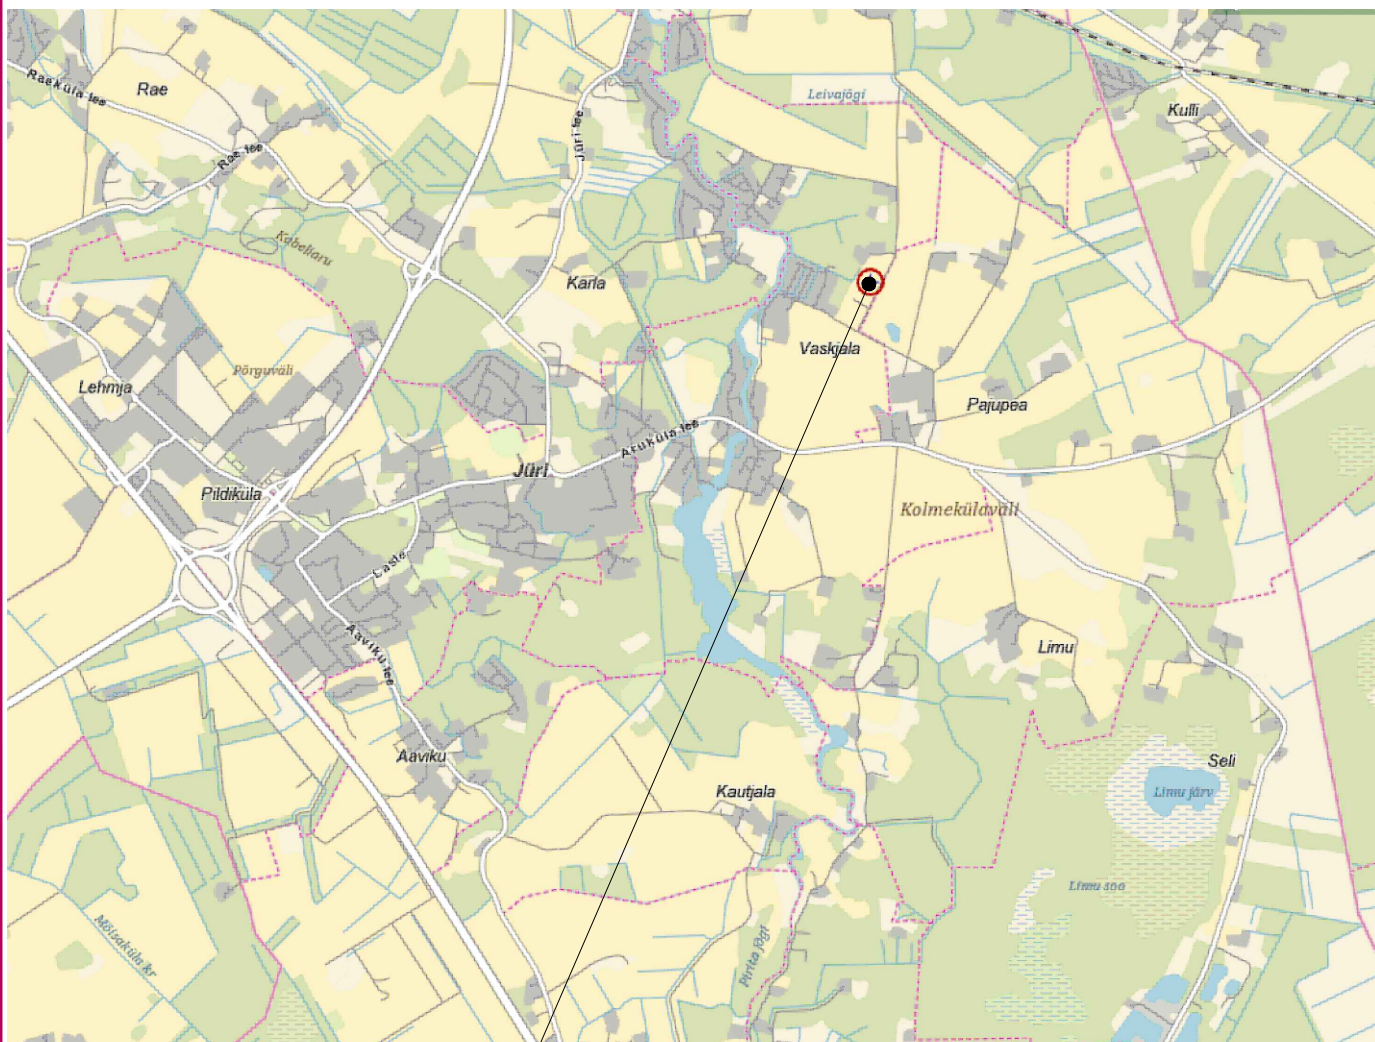 Raeküla tee
Rae
Leivajõgi
Kulli
Jüri tee
Rae tee
Kabeliaru
Karla
Vaskjala
Põrguväli
Lehmja
Pajupea
Aruküla tee
Jüri
Pildiküla
Kolmekülaväli
Laste
Aaviku tee
Limu
Aaviku
Seli
Kautjala
Limu järv
Limu soo
Mõisaküla kr
Pirita jõgi